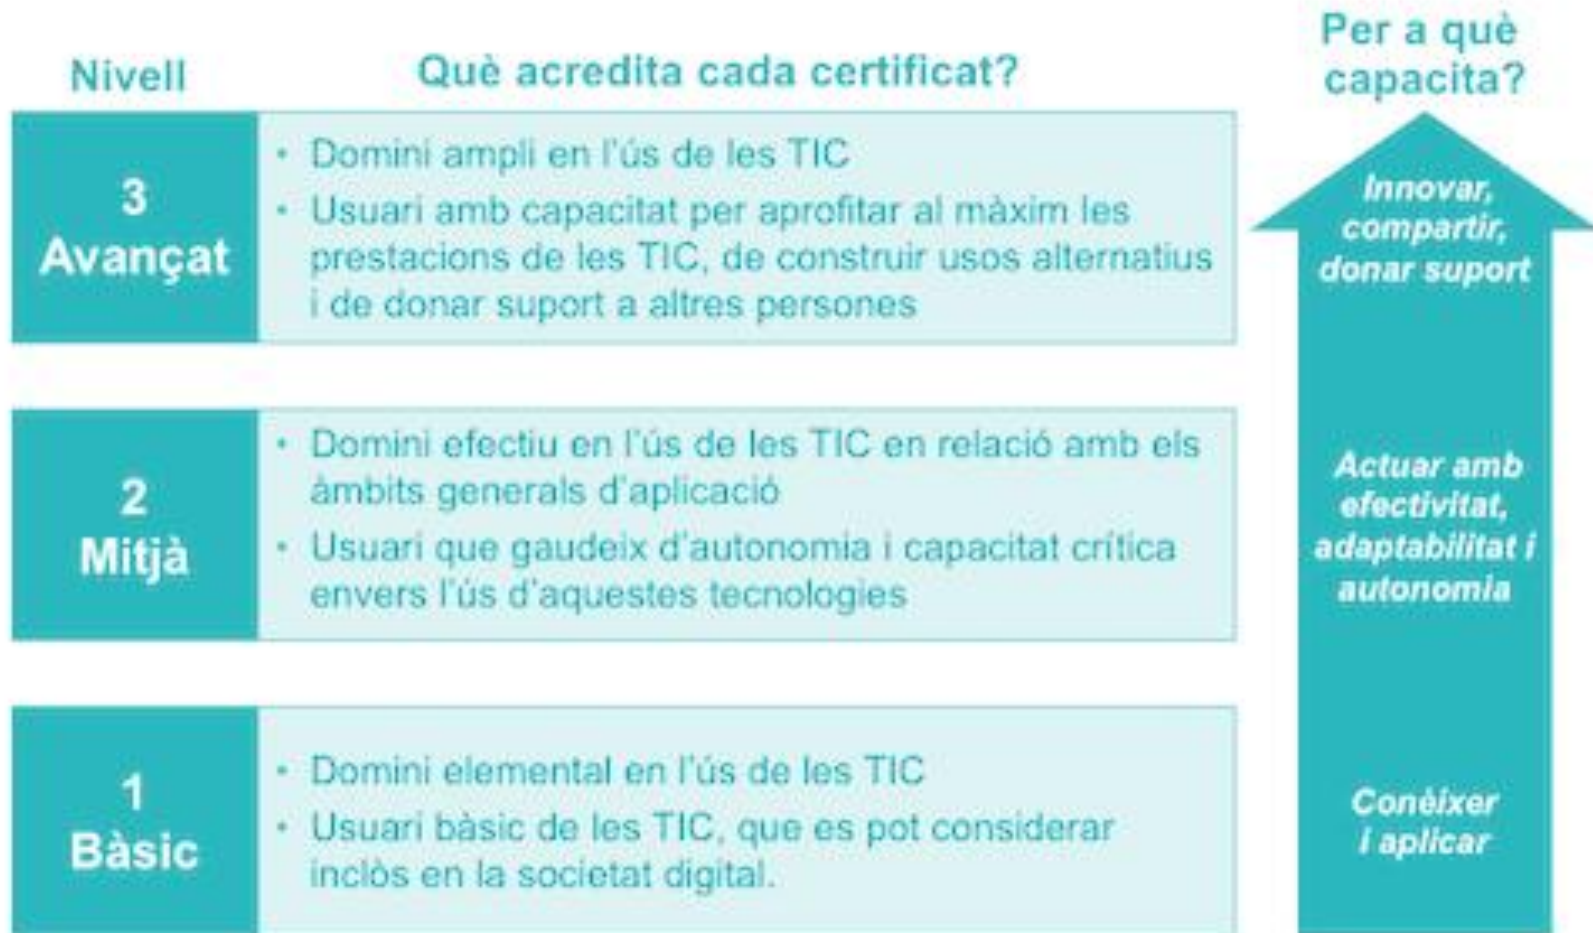 Nivell
Què acredita cada certificat?
Per a què
capacita?
3
Avançat
• Domini ampli en l'ús de les TIC
• Usuari amb capacitat per aprofitar al màxim les
prestacions de les TIC, de construir usos alternatius
i de donar suport a altres persones
Innovar,
compartir,
donar suport
2
Mitjà
• Domini efectiu en l'ús de les TIC en relació amb els
àmbits generals d'aplicació
• Usuari que gaudeix d'autonomia i capacitat crítica
envers l'ús d'aquestes tecnologies
Actuar amb
efectivitat,
adaptabilitat i
autonomia
1
Bàsic
• Domini elemental en l'ús de les TIC
• Usuari bàsic de les TIC, que es pot considerar
inclòs en la societat digital.
Conèixer
i aplicar